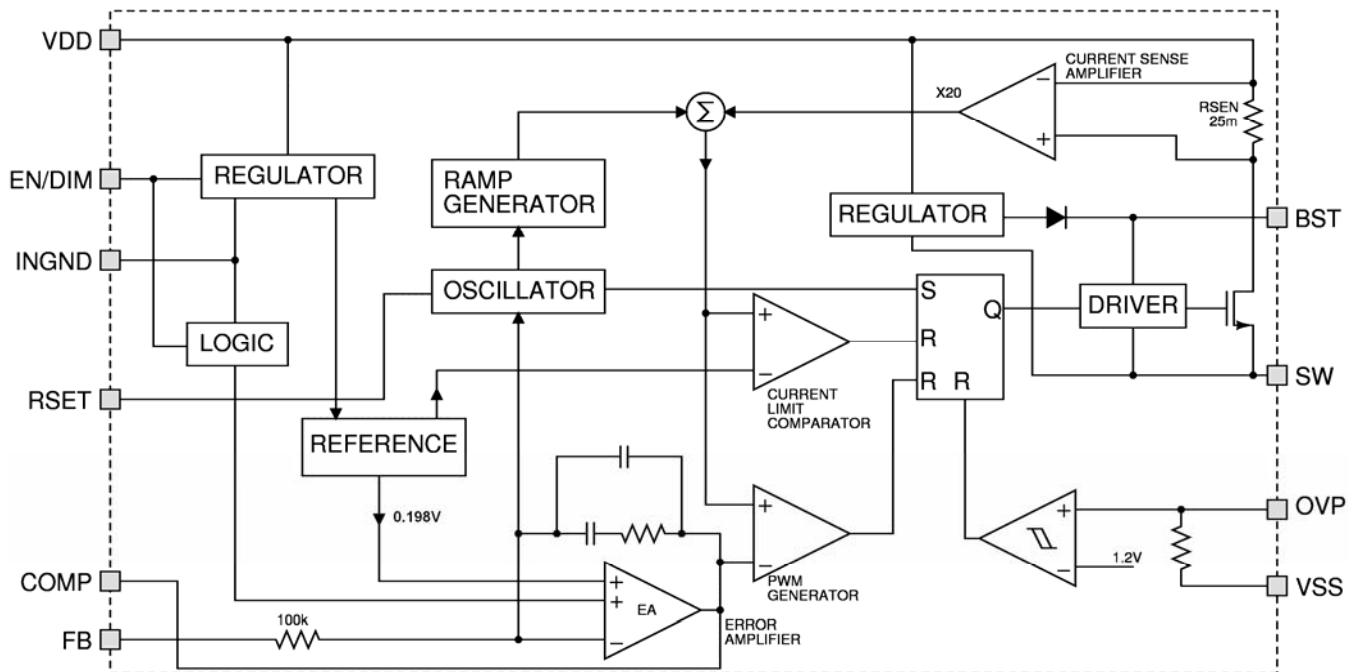 VDD
CURRENT SENSE
AMPLIFIER
X20
Σ
RSEN
25m
EN/DIM
REGULATOR
RAMP
GENERATOR
REGULATOR
BST
INGND
OSCILLATOR
S
Q
DRIVER
LOGIC
+
R
−
R R
SW
RSET
CURRENT
LIMIT
COMPARATOR
REFERENCE
0.198V
+
−
PWM
GENERATOR
+
−
1.2V
OVP
VSS
COMP
+
+
EA
−
ERROR
AMPLIFIER
FB
100k
−
+